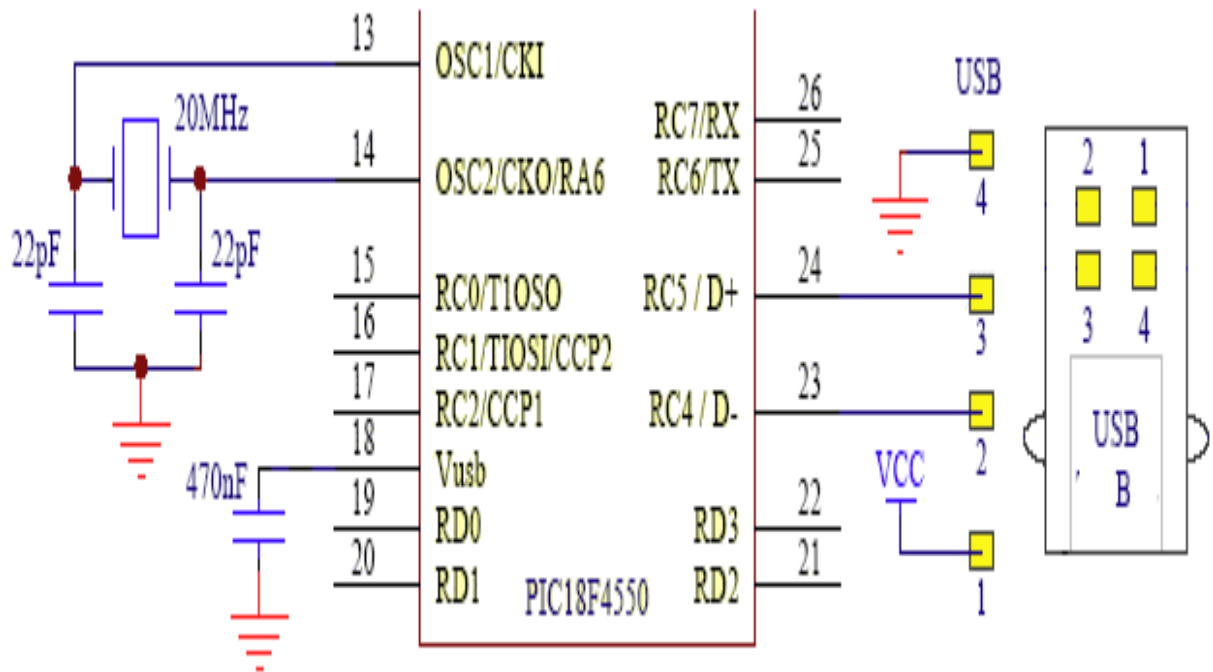 13
OSC1/CKI
20MHz
14
OSC2/CKO/RA6
22pF
22pF
15
RC0/T1OSO
16
RC1/TIOSI/CCP2
17
RC2/CCP1
18
Vusb
470nF
19
RD0
20
RD1
PIC18F4550
26
RC7/RX
25
RC6/TX
24
RC5 / D+
23
RC4 / D-
22
RD3
21
RD2
USB
4
3
2
VCC
1
2 1
3 4
USB
B